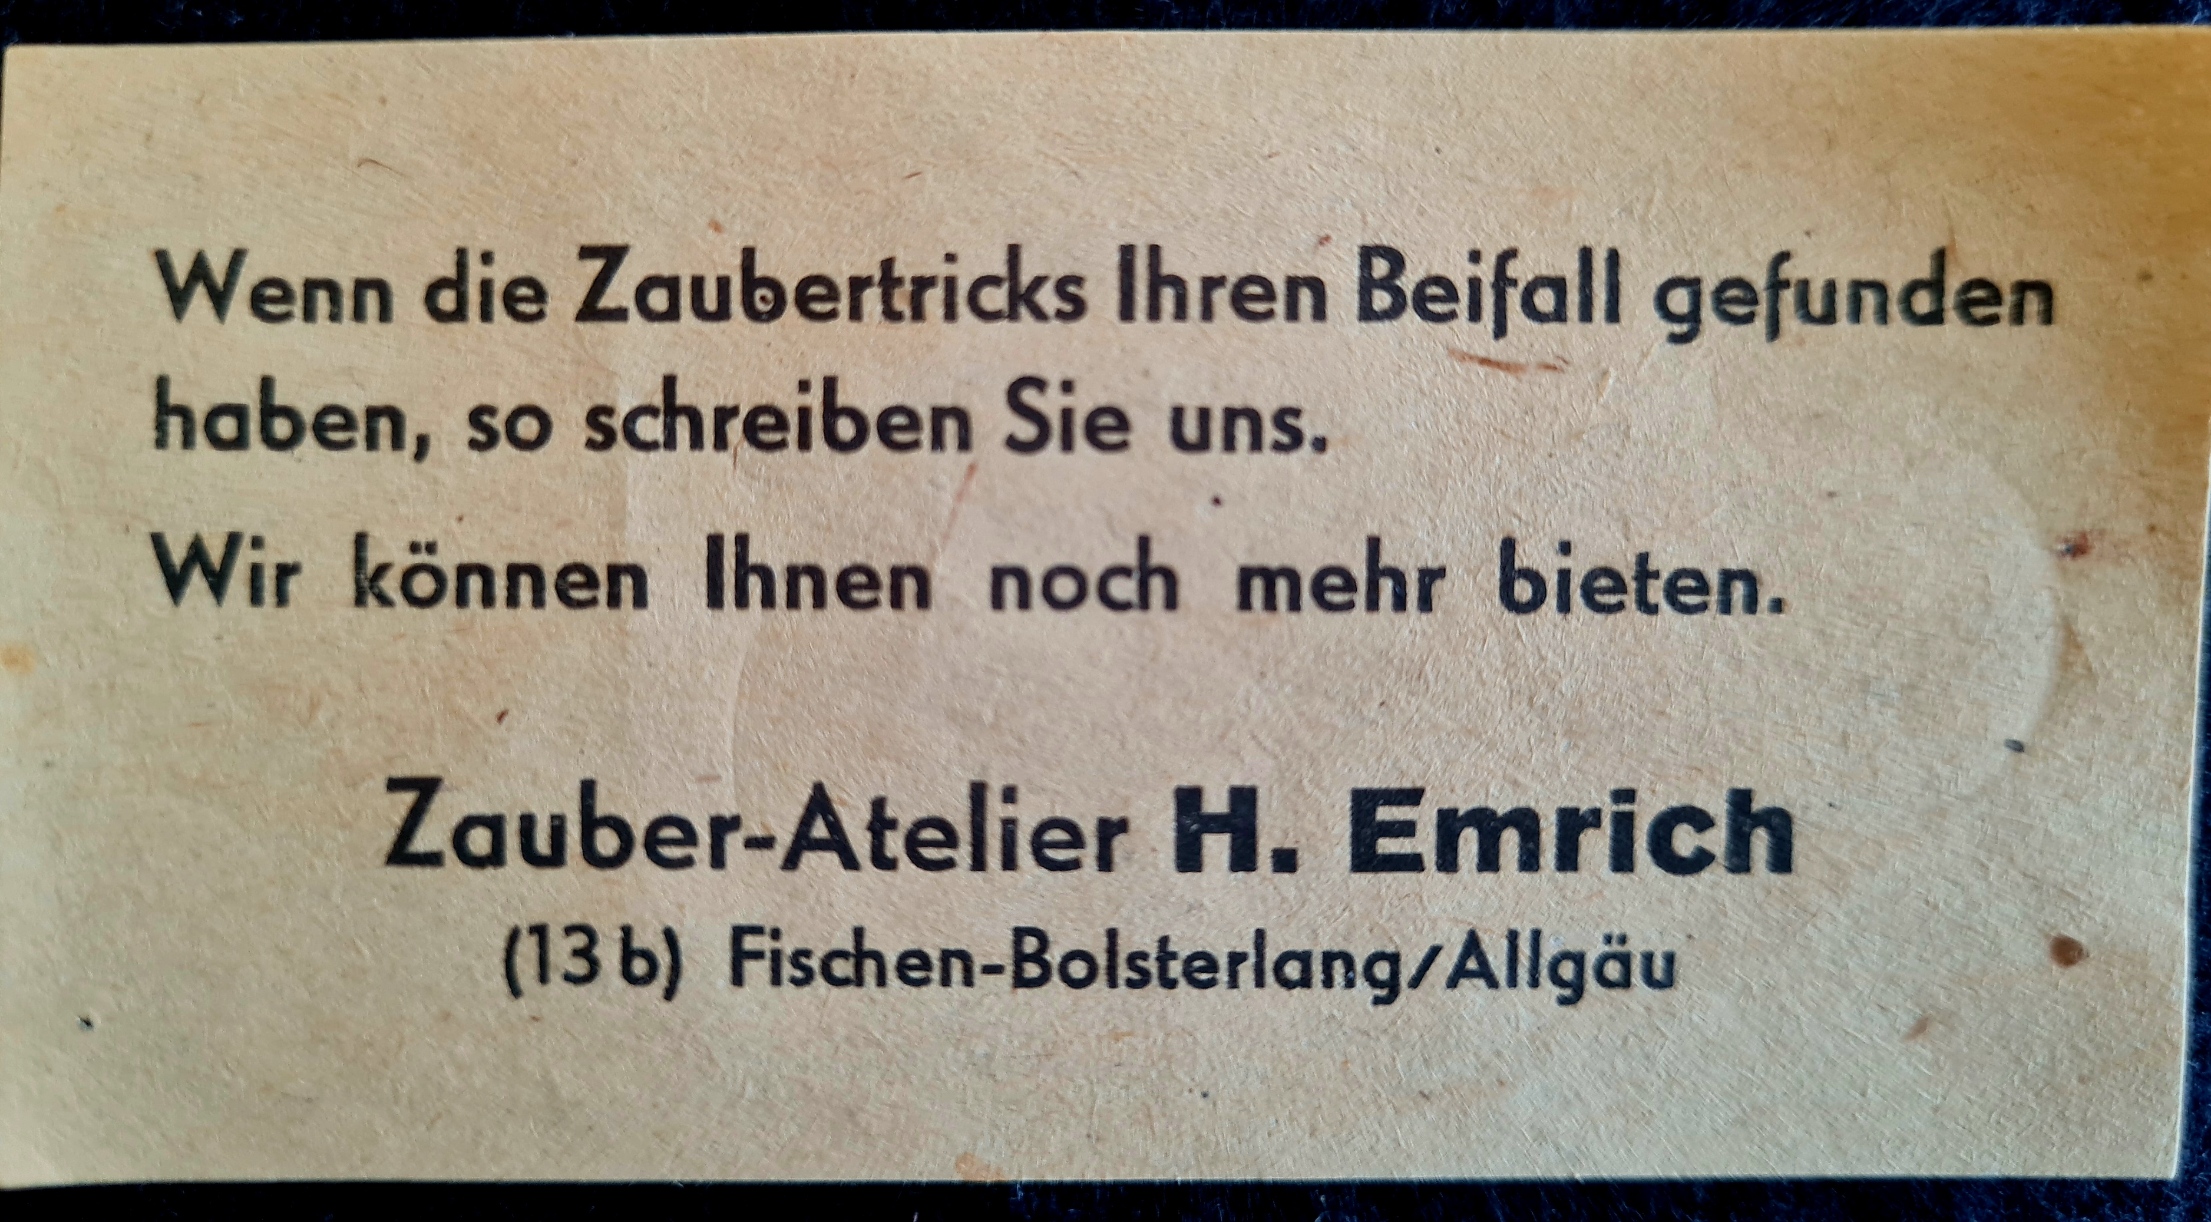 Wenn die Zaubertricks Ihren Beifall gefunden
haben, so schreiben Sie uns.
Wir können Ihnen noch mehr bieten.
Zauber-Atelier H. Emrich
(13 b) Fischen-Bolsterlang/Allgäu